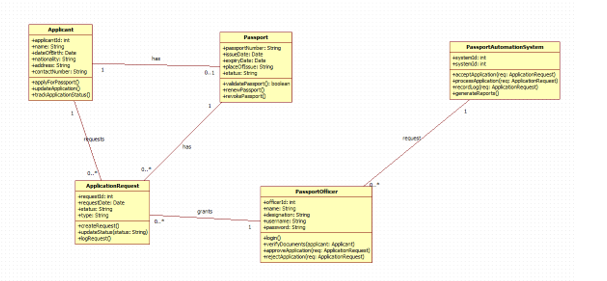 Applicant
+applicantId: int
+name: String
+dateOfBirth: Date
+nationality: String
+address: String
+contactNumber: String
+applyForPassport()
+updateApplication()
+trackApplicationStatus()
has
1
0..1
Passport
+passportNumber: String
+issueDate: Date
+expiryDate: Date
+placeOfIssue: String
+status: String
+validatePassport(): boolean
+renewPassport()
+revokePassport()
PassportAutomationSystem
+systemId: int
+systemId: int
+acceptApplication(req: ApplicationRequest)
+processApplication(req: ApplicationRequest)
+recordLog(req: ApplicationRequest)
+generateReports()
1
requests
0..*
1
has
0..*
1
request
0..*
ApplicationRequest
+requestId: int
+requestDate: Date
+status: String
+type: String
+createRequest()
+updateStatus(status: String)
+logRequest()
grants
0..*
1
PassportOfficer
+officerId: int
+name: String
+designation: String
+username: String
+password: String
+login()
+verifyDocuments(applicant: Applicant)
+approveApplication(req: ApplicationRequest)
+rejectApplication(req: ApplicationRequest)